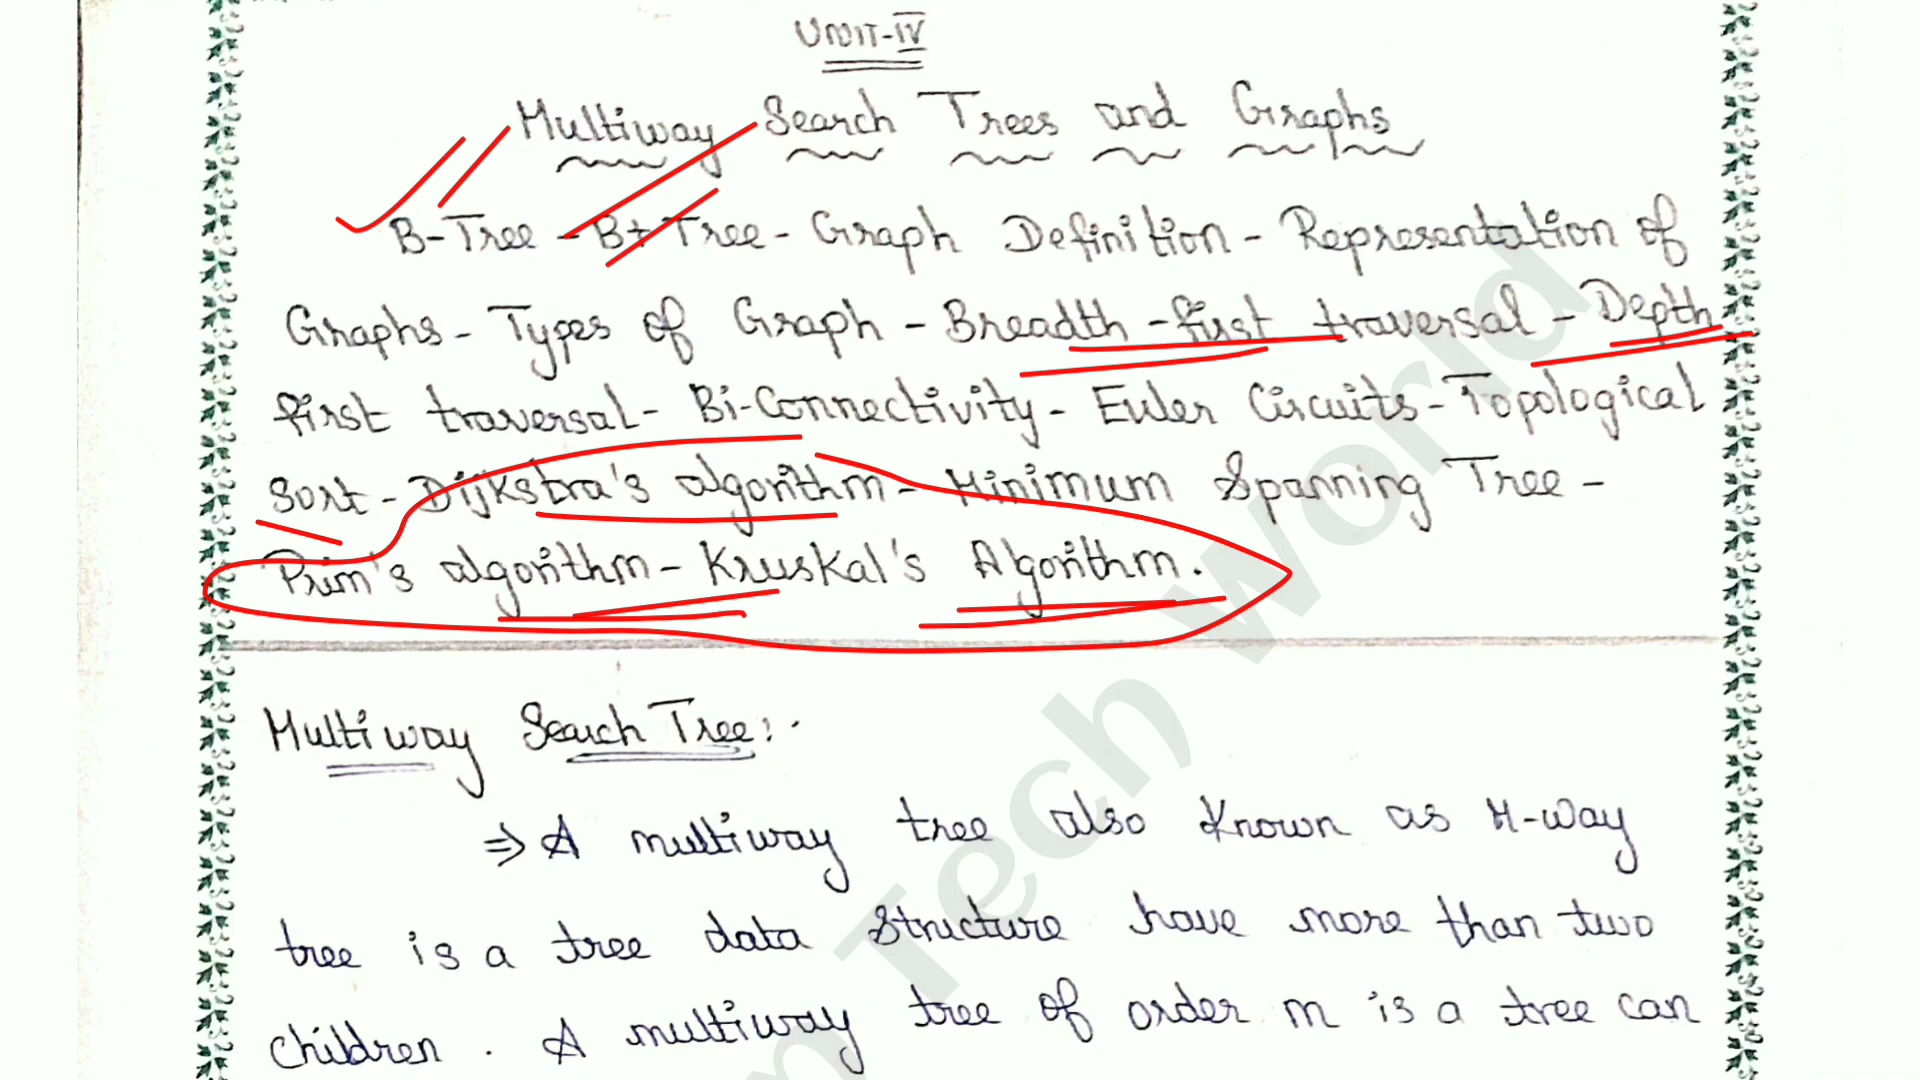 UNIT-IV
Multiway Search Trees and Graphs
B-Tree - B+ Tree - Graph Definition - Representation of
Graphs - Types of Graph - Breadth - first traversal - Depth
first traversal - Bi-Connectivity - Euler Circuits - Topological
Sort - Dijkstra's algorithm - Minimum Spanning Tree -
Prim's algorithm - Kruskal's Algorithm.
Multiway Search Tree:-
⇒ A multiway tree also known as M-way
tree is a tree data structure have more than two
children. A multiway tree of order m is a tree can
Tech World